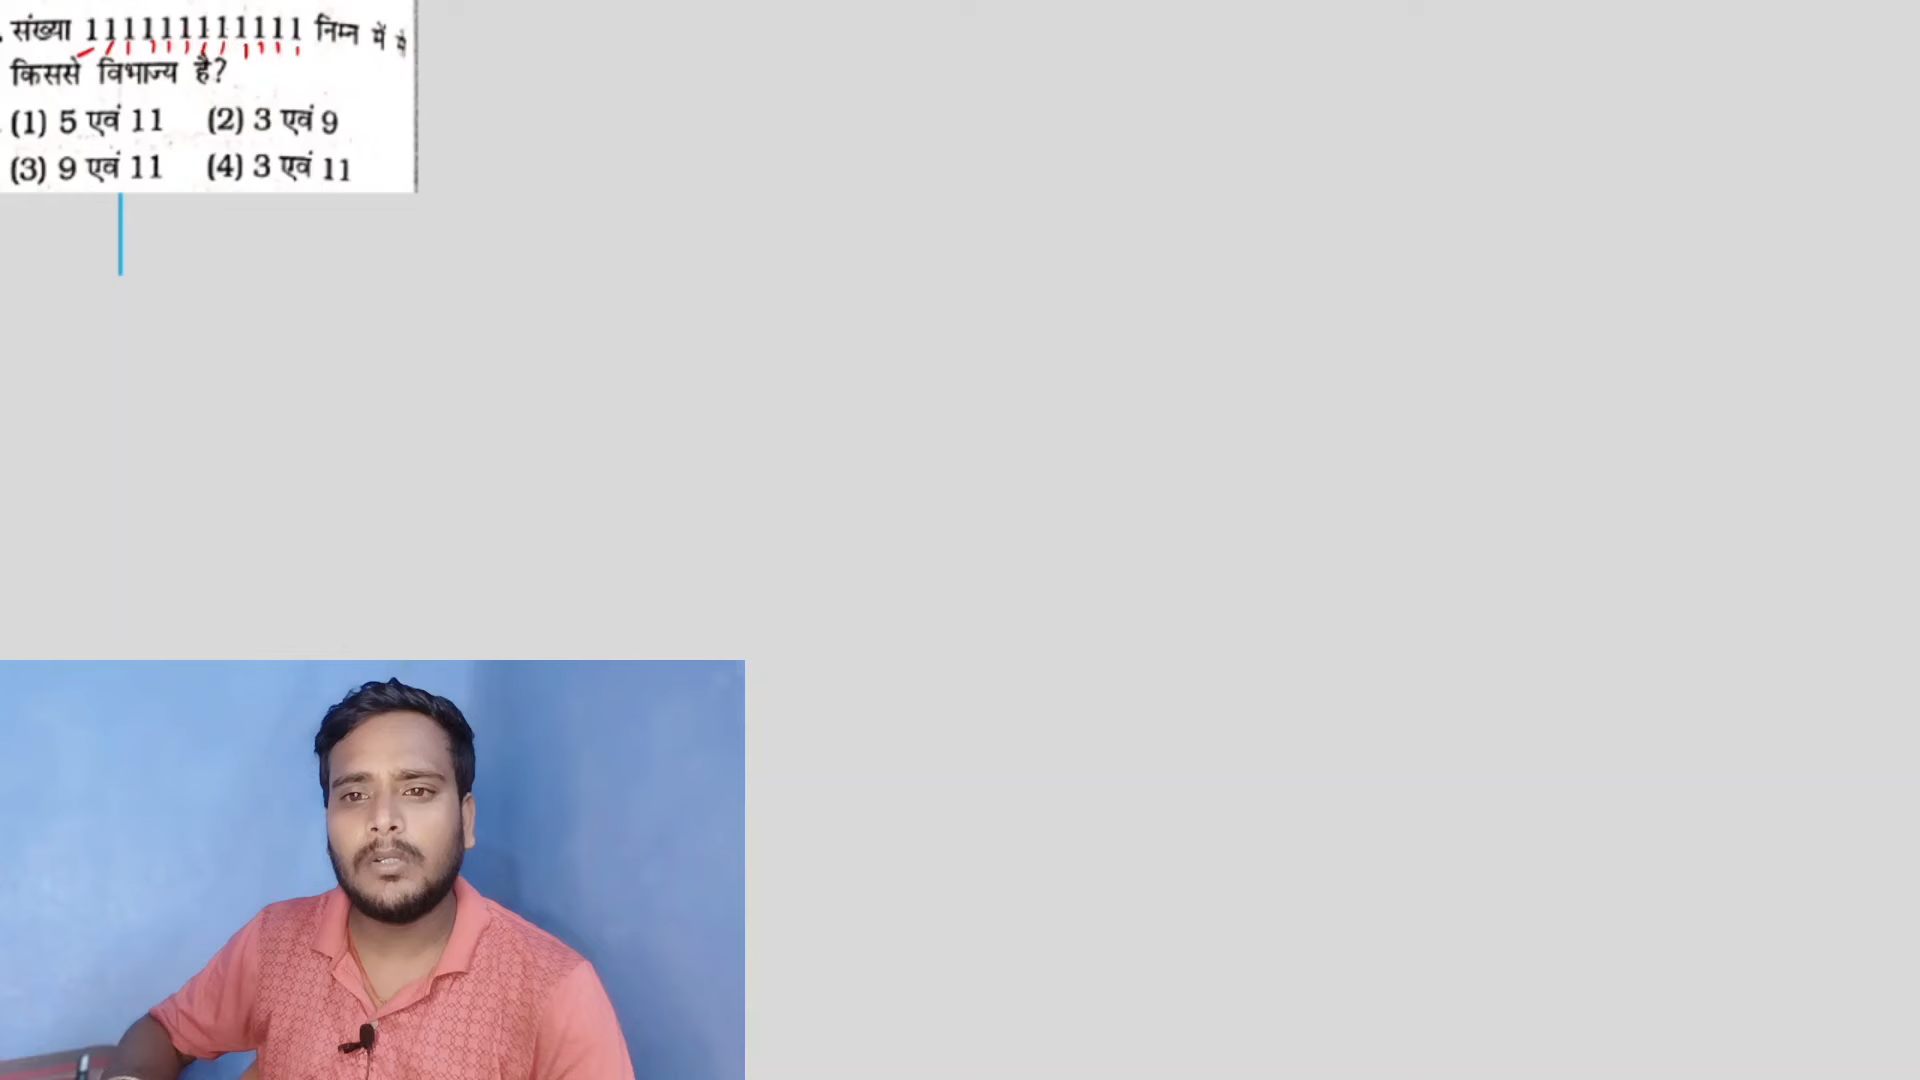 . संख्या 111111111111 निम्न में से
किससे विभाज्य है?
(1) 5 एवं 11 (2) 3 एवं 9
(3) 9 एवं 11 (4) 3 एवं 11